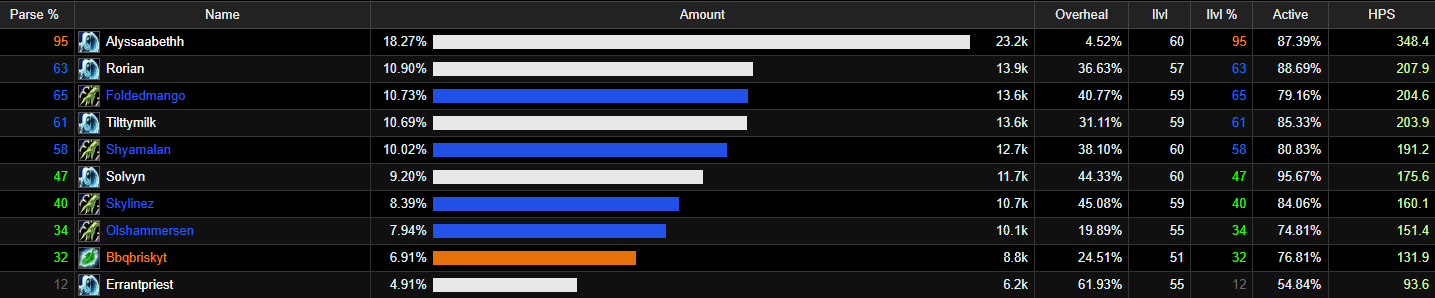 Parse % Name Amount Overheal Ilvl Ilvl % Active HPS
95 Alyssaabethh 18.27% 23.2k 4.52% 60 95 87.39% 348.4
63 Rorian 10.90% 13.9k 36.63% 57 63 88.69% 207.9
65 Foldedmango 10.73% 13.6k 40.77% 59 65 79.16% 204.6
61 Tilttymilk 10.69% 13.6k 31.11% 59 61 85.33% 203.9
58 Shyamalan 10.02% 12.7k 38.10% 60 58 80.83% 191.2
47 Solvyn 9.20% 11.7k 44.33% 60 47 95.67% 175.6
40 Skylinez 8.39% 10.7k 45.08% 59 40 84.06% 160.1
34 Olshammersen 7.94% 10.1k 19.89% 55 34 74.81% 151.4
32 Bbqbriskyt 6.91% 8.8k 24.51% 51 32 76.81% 131.9
12 Errantpriest 4.91% 6.2k 61.93% 55 12 54.84% 93.6